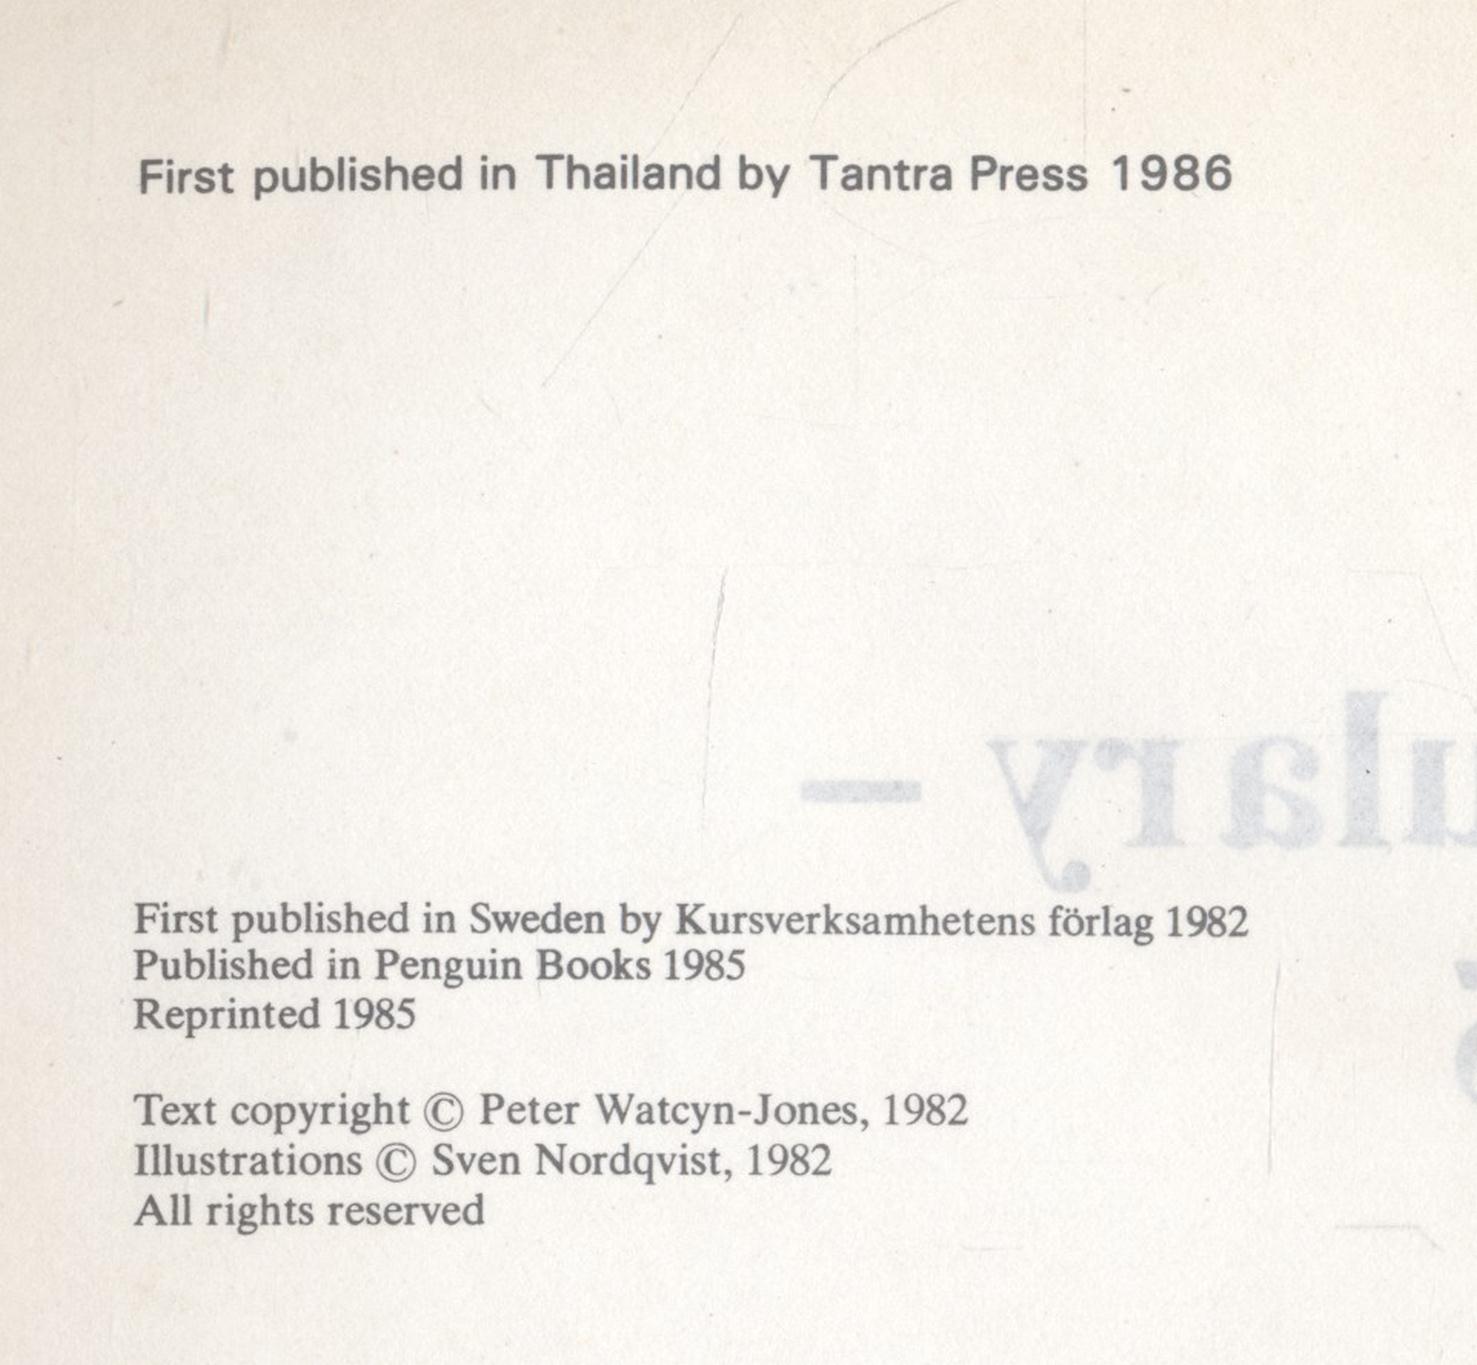 First published in Thailand by Tantra Press 1986
First published in Sweden by Kursverksamhetens förlag 1982
Published in Penguin Books 1985
Reprinted 1985
Text copyright © Peter Watcyn-Jones, 1982
Illustrations © Sven Nordqvist, 1982
All rights reserved